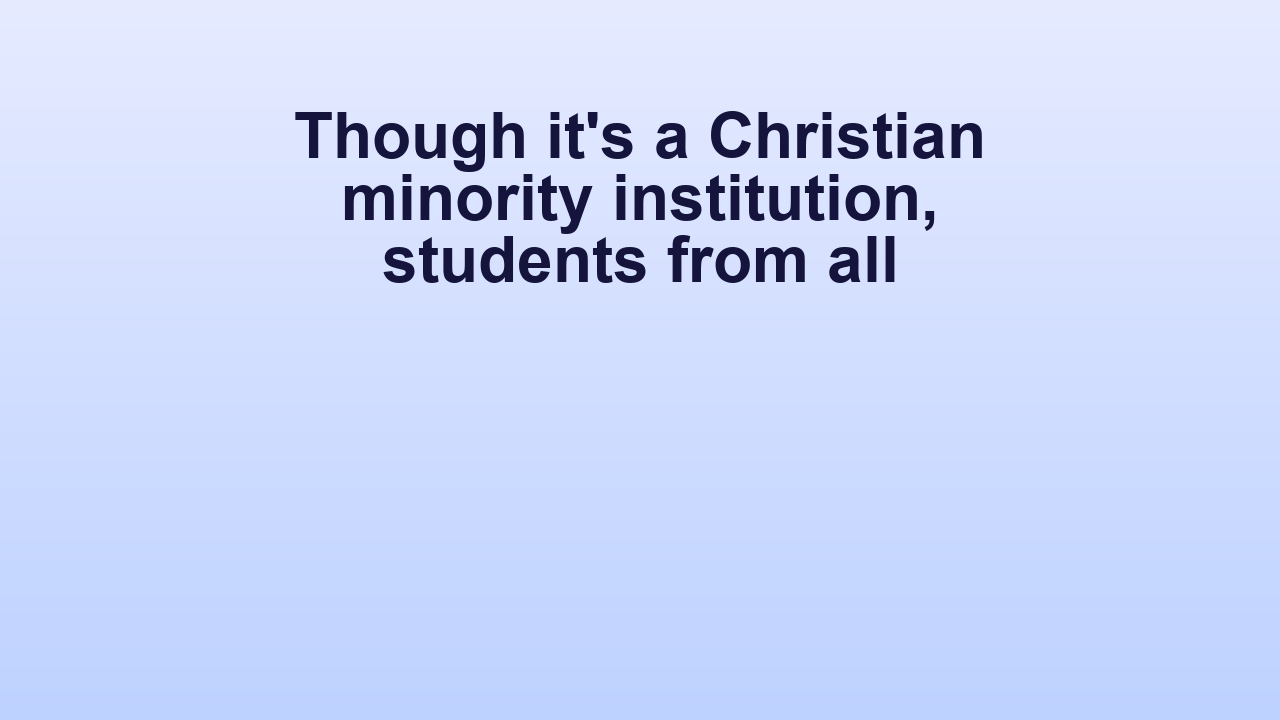 Though it's a Christian
minority institution,
students from all